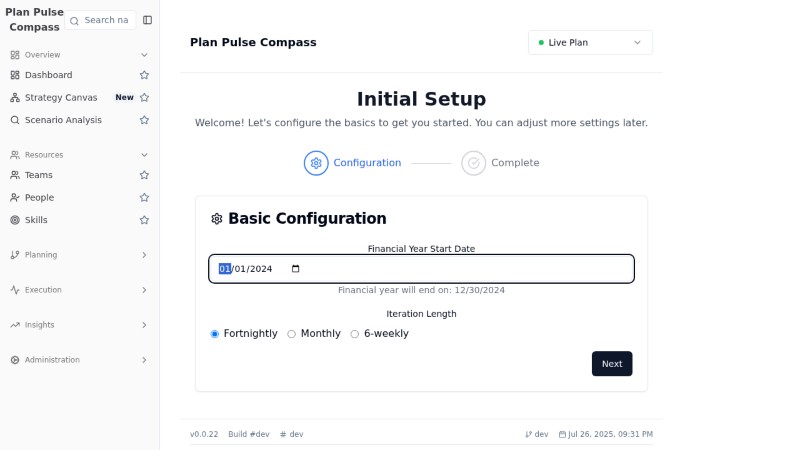 Plan Pulse
Compass
Search na
Overview
Dashboard
Strategy Canvas New
Scenario Analysis
Resources
Teams
People
Skills
Planning
Execution
Insights
Administration
Plan Pulse Compass
Live Plan
Initial Setup
Welcome! Let's configure the basics to get you started. You can adjust more settings later.
Configuration
Complete
Basic Configuration
Financial Year Start Date
01/01/2024
Financial year will end on: 12/30/2024
Iteration Length
Fortnightly Monthly 6-weekly
Next
v0.0.22 Build #dev # dev dev Jul 26, 2025, 09:31 PM